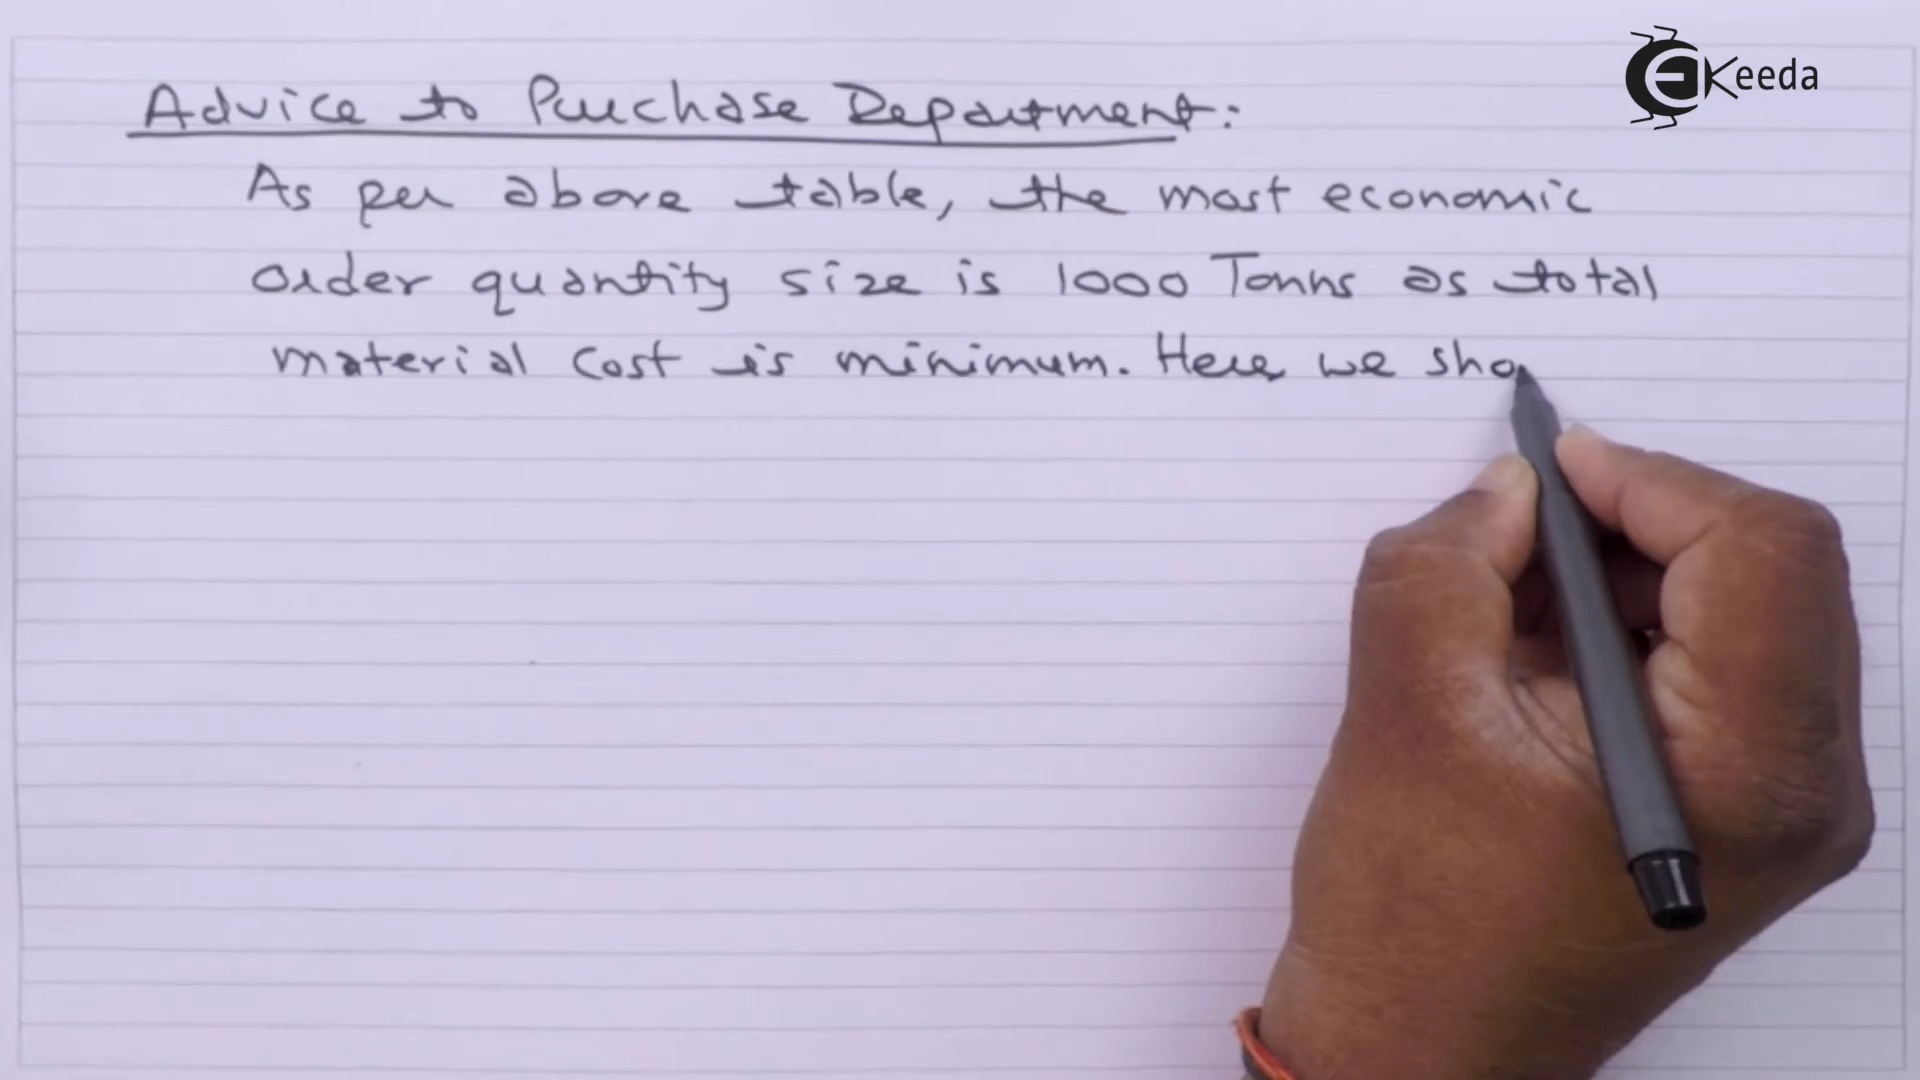 EKeeda
Advice to Purchase Department:
As per above table, the most economic
order quantity size is 1000 Tonns as total
material cost is minimum. Here we sho